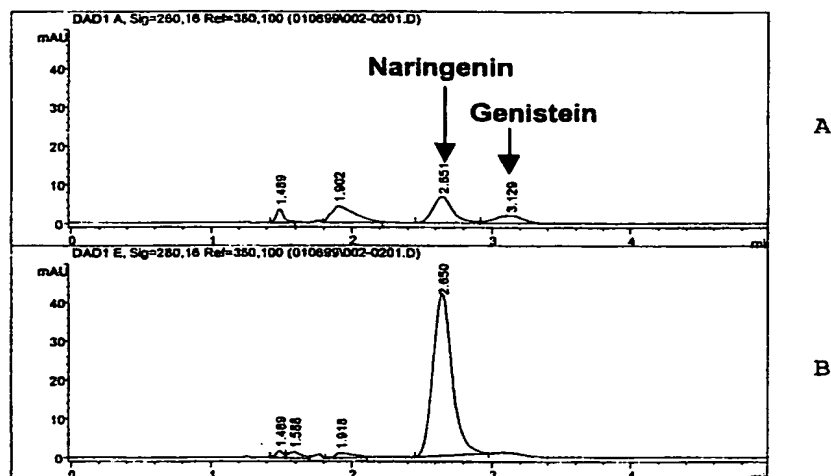 DAD1 A, Sig=260,16 Ref=350,100 (010699\002-0201.D)
mAU
Naringenin
40
Genistein
30
A
20
10
1.489
1.902
2.651
3.129
0
0 1 2 3 4
DAD1 E, Sig=280,16 Ref=350,100 (010699\002-0201.D)
mAU
2.650
40
30
B
20
10
1.489
1.588
1.918
0
0 1 2 3 4